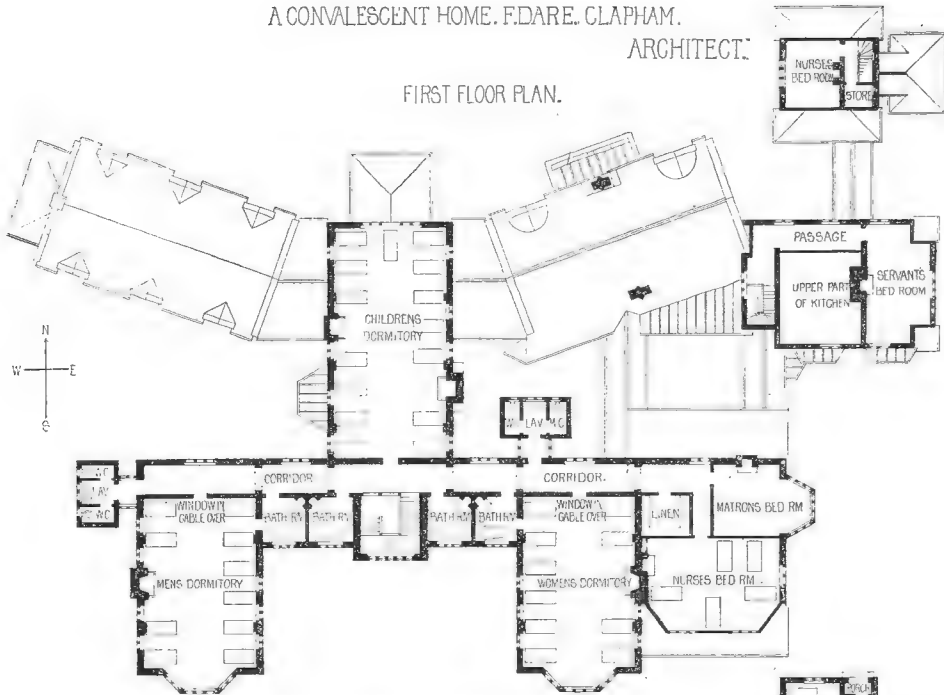 A CONVALESCENT HOME. F.DARE. CLAPHAM.
ARCHITECT.
FIRST FLOOR PLAN.
NURSES
BED ROOM
STORE
PASSAGE
UPPER PART
OF KITCHEN
SERVANTS
BED ROOM
CHILDRENS
DORMITORY
N
W E
S
LAV
W.C
CORRIDOR
CORRIDOR.
W.C
LAV
WC W.C
WINDOW IN
GABLE OVER
BATH RM
BATH RM
BATH RM
BATH RM
WINDOW IN
GABLE OVER
LINEN
MATRONS BED RM
MENS DORMITORY
WOMENS DORMITORY
NURSES BED RM
PORCH